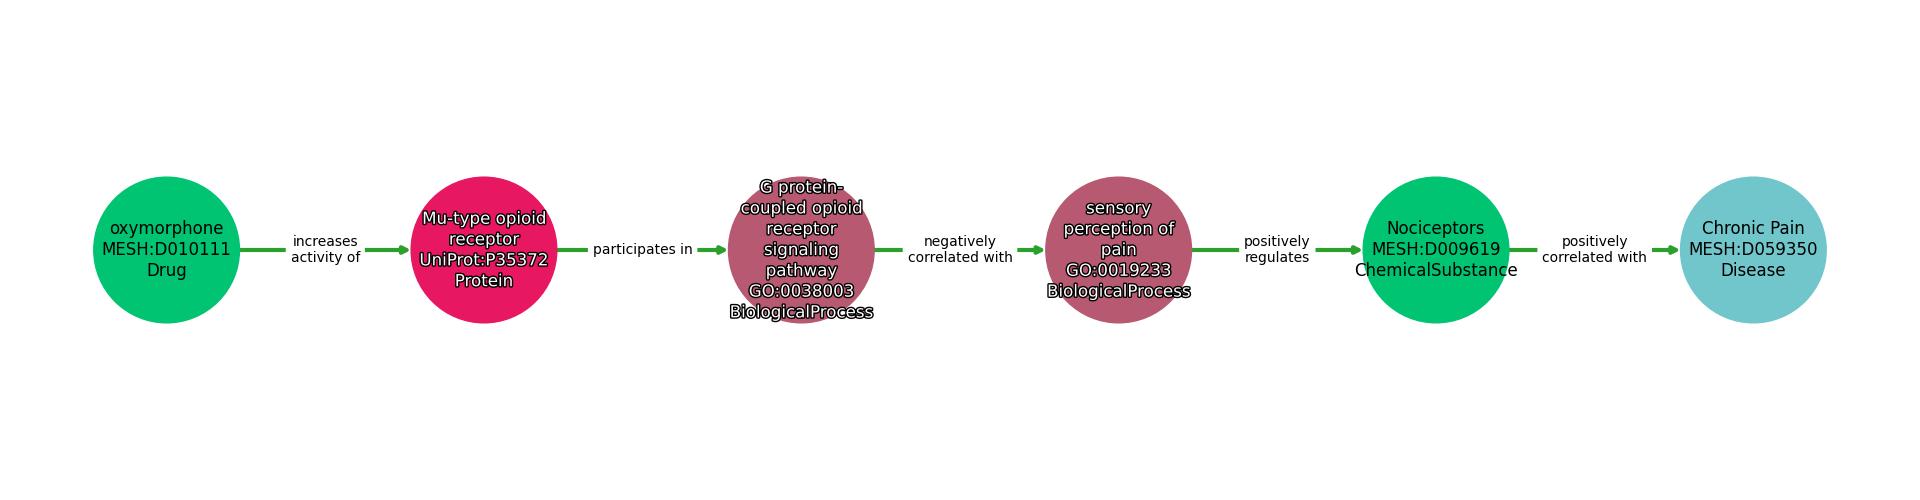 oxymorphone
MESH:D010111
Drug
increases
activity of
Mu-type opioid
receptor
UniProt:P35372
Protein
participates in
G protein-
coupled opioid
receptor
signaling
pathway
GO:0038003
BiologicalProcess
negatively
correlated with
sensory
perception of
pain
GO:0019233
BiologicalProcess
positively
regulates
Nociceptors
MESH:D009619
ChemicalSubstance
positively
correlated with
Chronic Pain
MESH:D059350
Disease